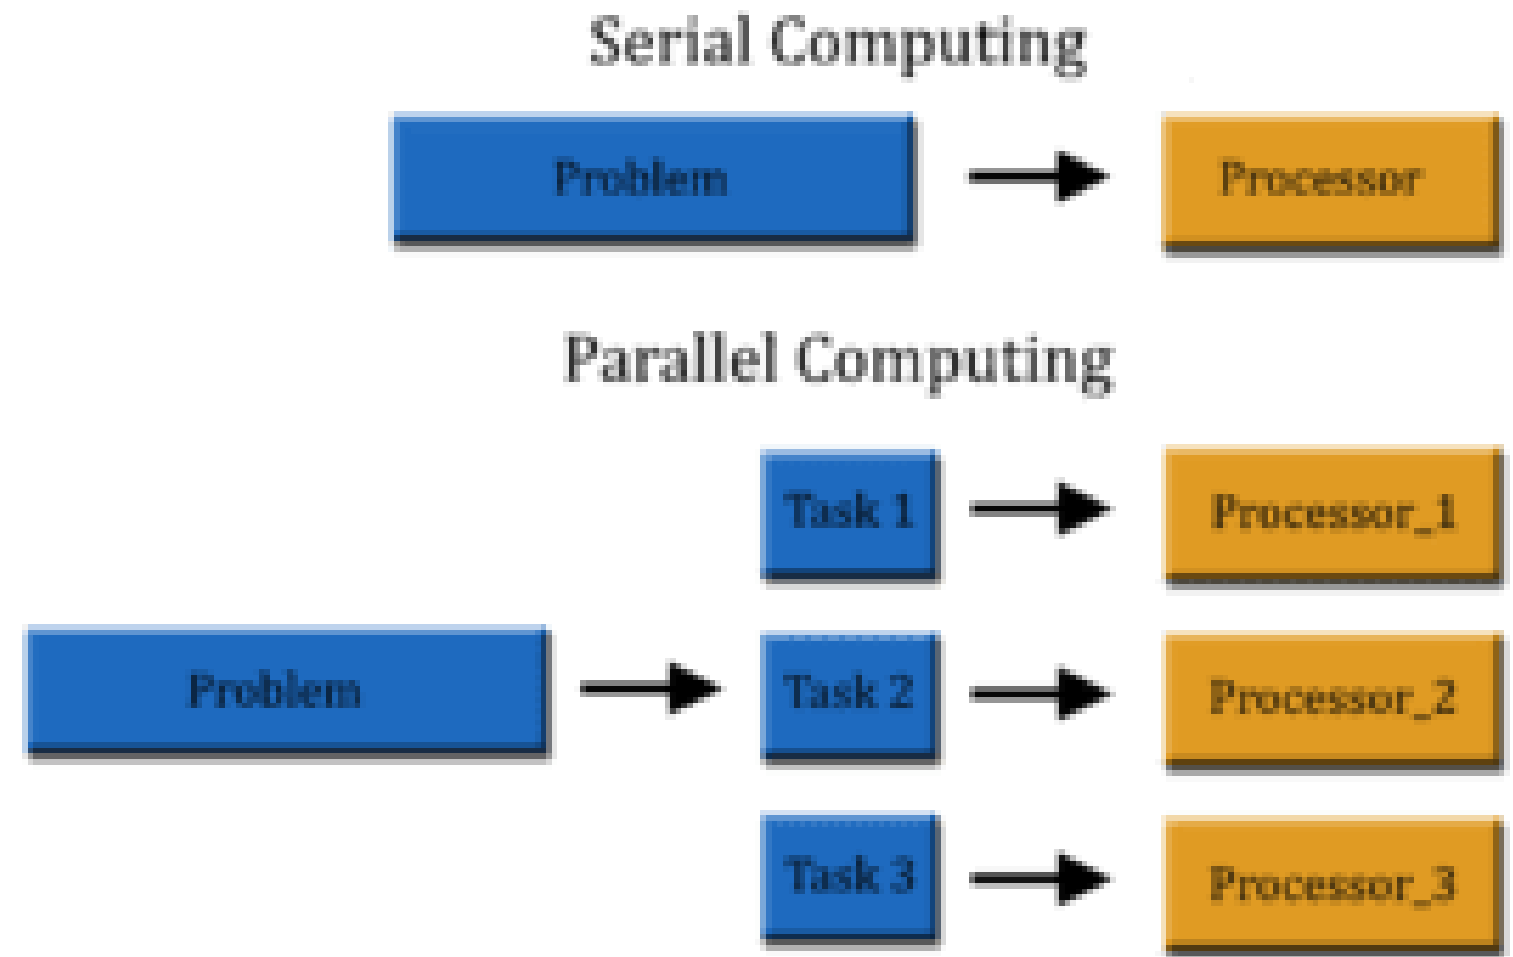 Serial Computing
Problem
Processor
Parallel Computing
Task 1
Processor_1
Problem
Task 2
Processor_2
Task 3
Processor_3